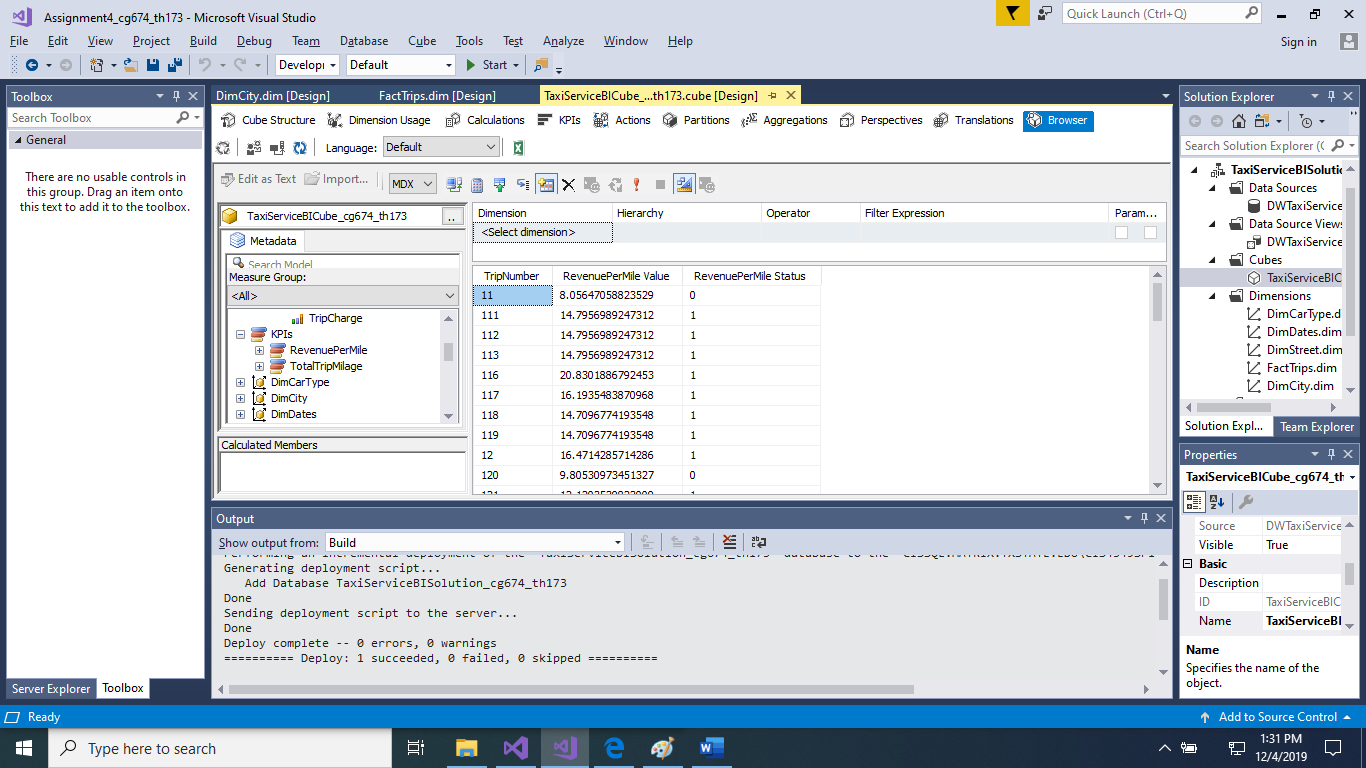 Assignment4_cg674_th173 - Microsoft Visual Studio
Quick Launch (Ctrl+Q)
File Edit View Project Build Debug Team Database Cube Tools Test Analyze Window Help
Sign in
Default
Start
Toolbox
Search Toolbox
General
There are no usable controls in
this group. Drag an item onto
this text to add it to the toolbox.
Server Explorer Toolbox
DimCity.dim [Design] FactTrips.dim [Design] TaxiServiceBICube_...th173.cube [Design]
Cube Structure Dimension Usage Calculations KPIs Actions Partitions Aggregations Perspectives Translations Browser
Language: Default
Edit as Text Import... MDX
TaxiServiceBICube_cg674_th173 ..
Metadata
Search Model
Measure Group:
<All>
TripCharge
KPIs
RevenuePerMile
TotalTripMilage
DimCarType
DimCity
DimDates
Calculated Members
Dimension Hierarchy Operator Filter Expression Param...
<Select dimension>
TripNumber RevenuePerMile Value RevenuePerMile Status
11 8.05647058823529 0
111 14.7956989247312 1
112 14.7956989247312 1
113 14.7956989247312 1
116 20.8301886792453 1
117 16.1935483870968 1
118 14.7096774193548 1
119 14.7096774193548 1
12 16.4714285714286 1
120 9.80530973451327 0
Output
Show output from: Build
Generating deployment script...
Add Database TaxiServiceBISolution_cg674_th173
Done
Sending deployment script to the server...
Done
Deploy complete -- 0 errors, 0 warnings
========== Deploy: 1 succeeded, 0 failed, 0 skipped ==========
Solution Explorer
Search Solution Explorer (C
TaxiServiceBISolutio
Data Sources
DWTaxiService
Data Source Views
DWTaxiService
Cubes
TaxiServiceBIC
Dimensions
DimCarType.d
DimDates.dim
DimStreet.dim
FactTrips.dim
DimCity.dim
Solution Expl... Team Explorer
Properties
TaxiServiceBICube_cg674_th
Source DWTaxiService
Visible True
Basic
Description
ID TaxiServiceBIC
Name TaxiServiceBI
Name
Specifies the name of the
object.
Ready
Add to Source Control
Type here to search
1:31 PM
12/4/2019